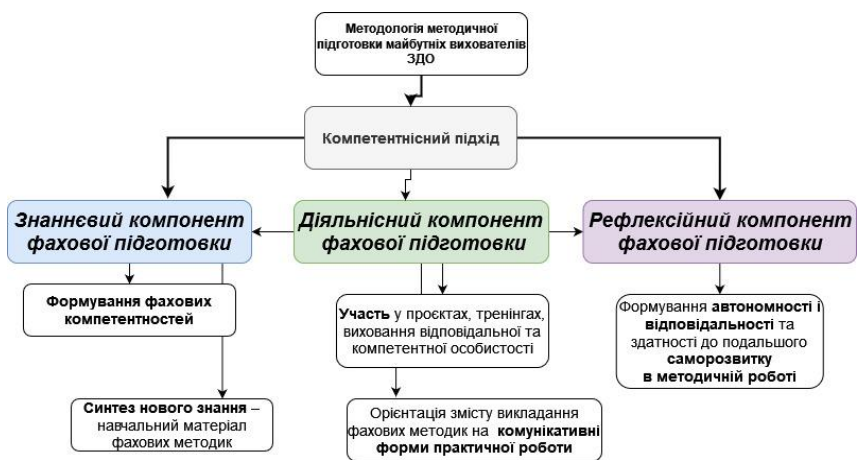 Методологія методичної
підготовки майбутніх вихователів
ЗДО
Компетентнісний підхід
Знаннєвий компонент
фахової підготовки
Діяльнісний компонент
фахової підготовки
Рефлексійний компонент
фахової підготовки
Формування фахових
компетентностей
Участь у проєктах, тренінгах,
виховання відповідальної та
компетентної особистості
Формування автономності і
відповідальності та
здатності до подальшого
саморозвитку
в методичній роботі
Синтез нового знання –
навчальний матеріал
фахових методик
Орієнтація змісту викладання
фахових методик на комунікативні
форми практичної роботи